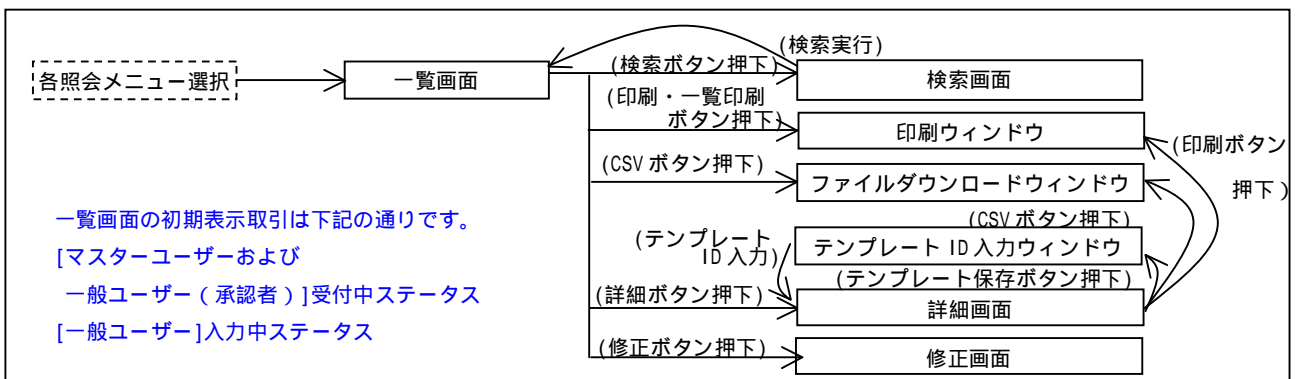 (検索実行)
各照会メニュー選択
一覧画面
(検索ボタン押下)
検索画面
(印刷・一覧印刷
ボタン押下)
印刷ウィンドウ
(印刷ボタン
押下)
(CSVボタン押下)
ファイルダウンロードウィンドウ
一覧画面の初期表示取引は下記の通りです。
(CSVボタン押下)
[マスターユーザーおよび
(テンプレート
ID入力)
テンプレート ID入力ウィンドウ
一般ユーザー(承認者)]受付中ステータス
(テンプレート保存ボタン押下)
(詳細ボタン押下)
詳細画面
[一般ユーザー]入力中ステータス
(修正ボタン押下)
修正画面